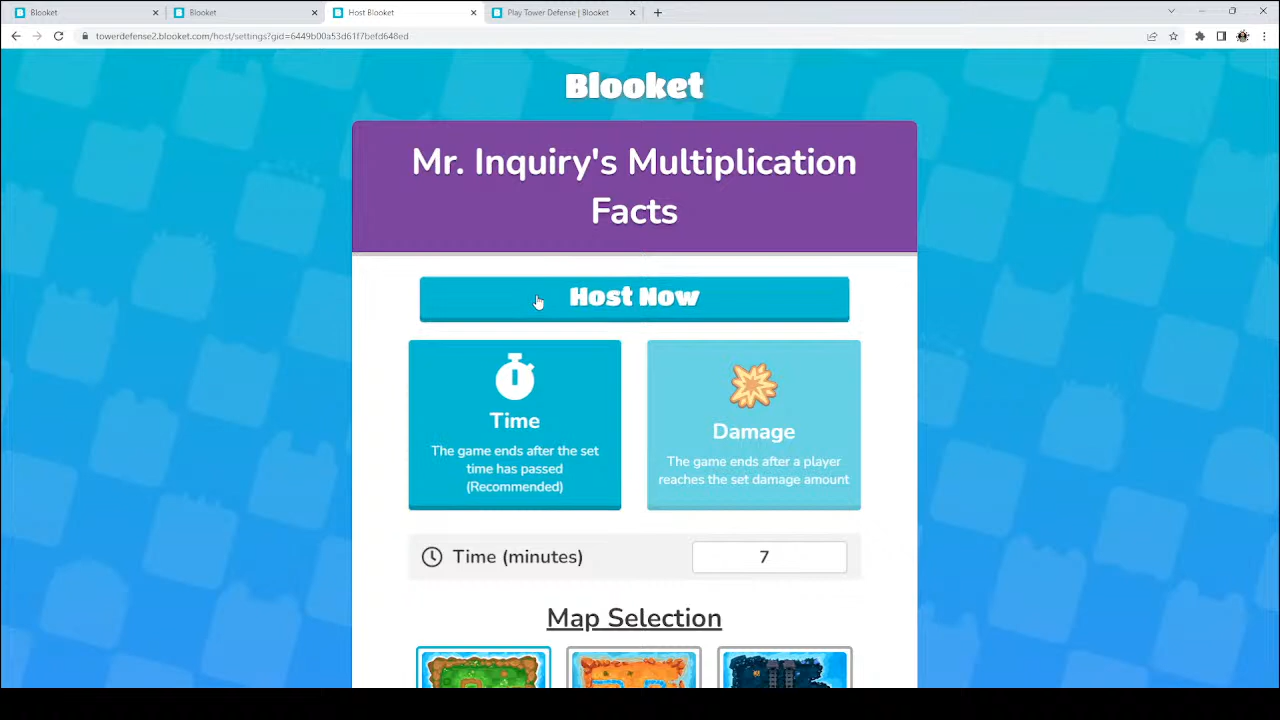 Blooket
Blooket
Host Blooket
Play Tower Defense | Blooket
towerdefense2.blooket.com/host/settings?gid=6449b00a53d61f7befd648ed
Blooket
Mr. Inquiry's Multiplication
Facts
Host Now
Time
The game ends after the set
time has passed
(Recommended)
Damage
The game ends after a player
reaches the set damage amount
Time (minutes)
7
Map Selection